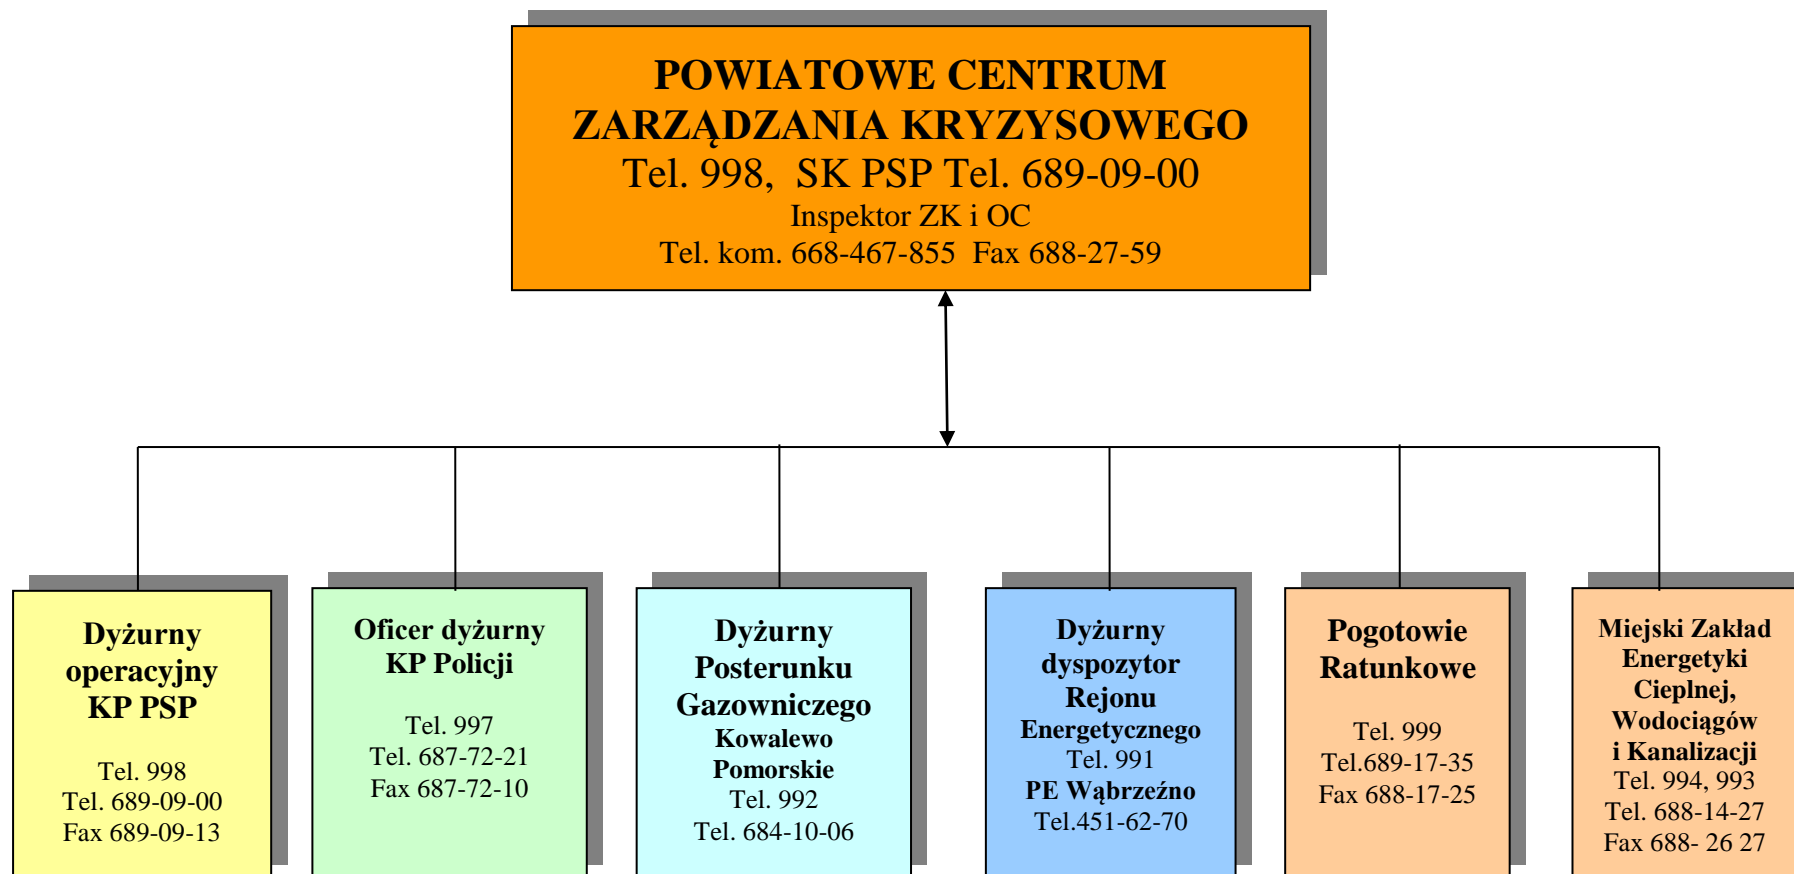 POWIATOWE CENTRUM
ZARZĄDZANIA KRYZYSOWEGO
Tel. 998,  SK PSP Tel. 689-09-00
Inspektor ZK i OC
Tel. kom. 668-467-855  Fax 688-27-59
Dyżurny
operacyjny
KP PSP
Tel. 998
Tel. 689-09-00
Fax 689-09-13
Oficer dyżurny
KP Policji
Tel. 997
Tel. 687-72-21
Fax 687-72-10
Dyżurny
Posterunku
Gazowniczego
Kowalewo
Pomorskie
Tel. 992
Tel. 684-10-06
Dyżurny
dyspozytor
Rejonu
Energetycznego
Tel. 991
PE Wąbrzeźno
Tel.451-62-70
Pogotowie
Ratunkowe
Tel. 999
Tel.689-17-35
Fax 688-17-25
Miejski Zakład
Energetyki
Cieplnej,
Wodociągów
i Kanalizacji
Tel. 994, 993
Tel. 688-14-27
Fax 688- 26 27